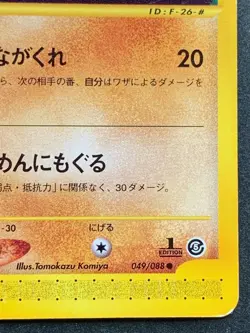 ID:F-26-#
ながくれ 20
ら、次の相手の番、自分はワザによるダメージを
めんにもぐる
点・抵抗力」に関係なく、30ダメージ。
-30 にげる
Illus.Tomokazu Komiya 049/088 ● 1 EDITION